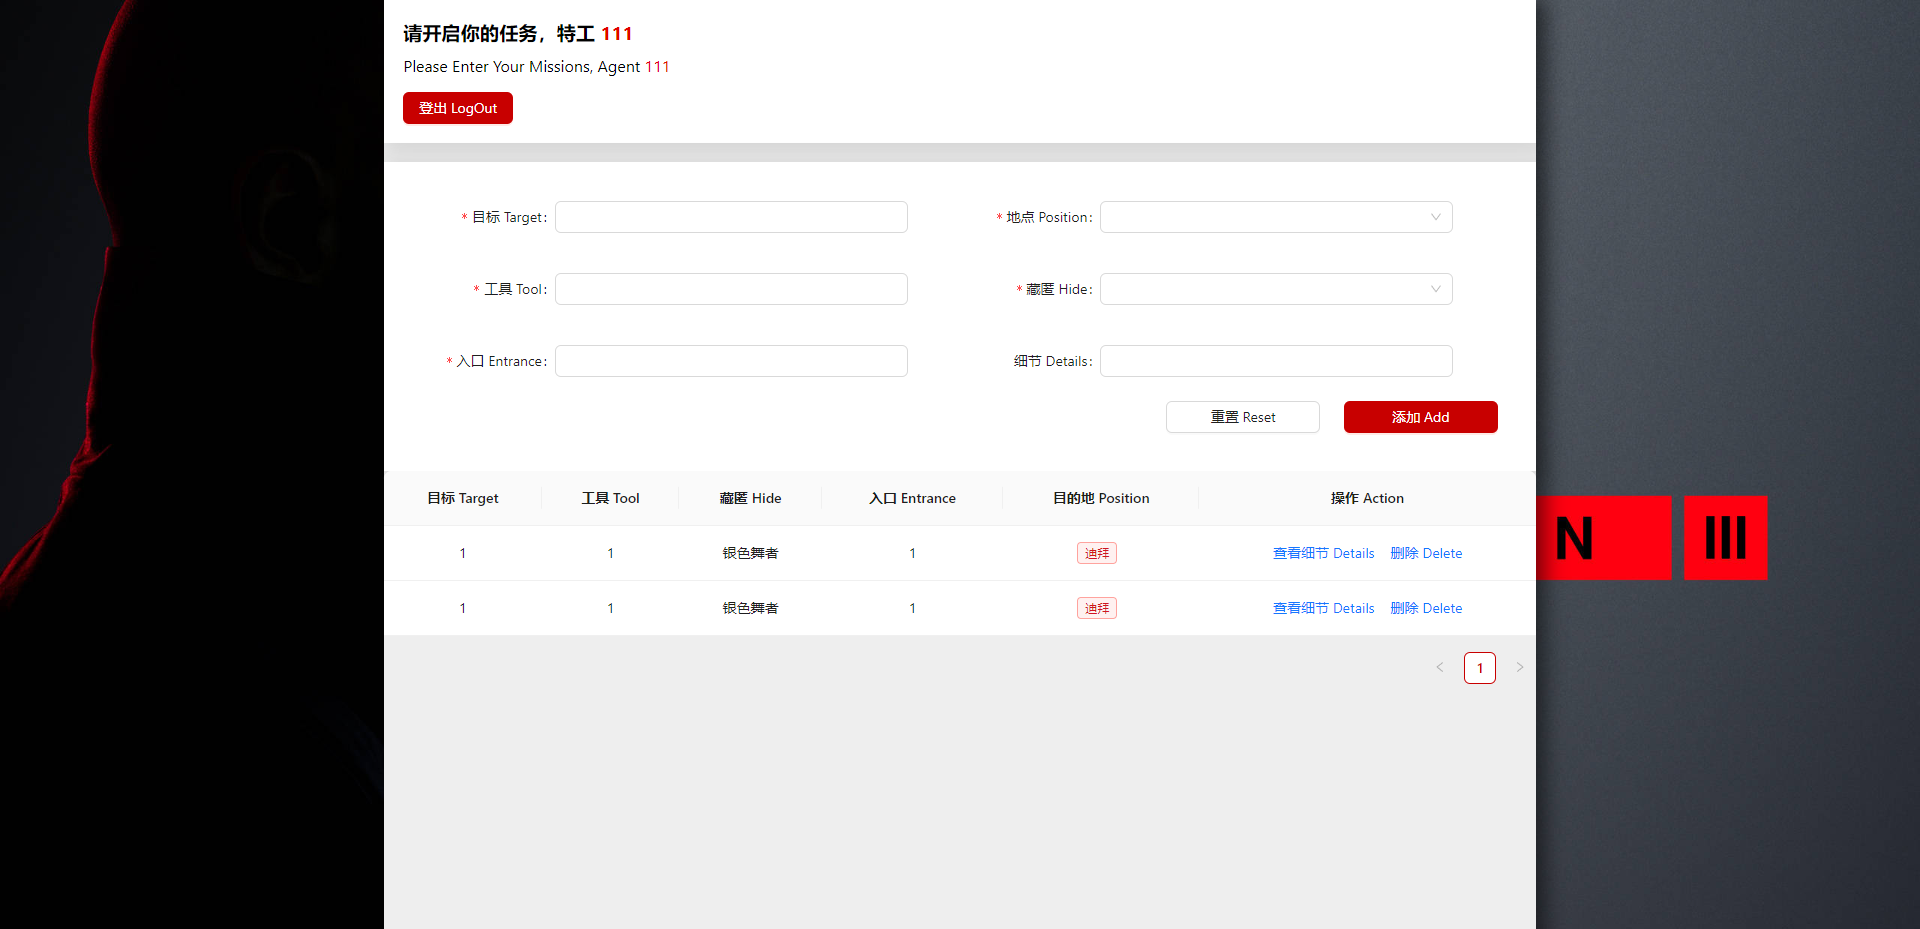 请开启你的任务，特工 111
Please Enter Your Missions, Agent 111
登出 LogOut
* 目标 Target:
* 地点 Position:
* 工具 Tool:
* 藏匿 Hide:
* 入口 Entrance:
细节 Details:
重置 Reset
添加 Add
目标 Target 工具 Tool 藏匿 Hide 入口 Entrance 目的地 Position 操作 Action
1 1 银色舞者 1 迪拜 查看细节 Details 删除 Delete
1 1 银色舞者 1 迪拜 查看细节 Details 删除 Delete
< 1 >
N III